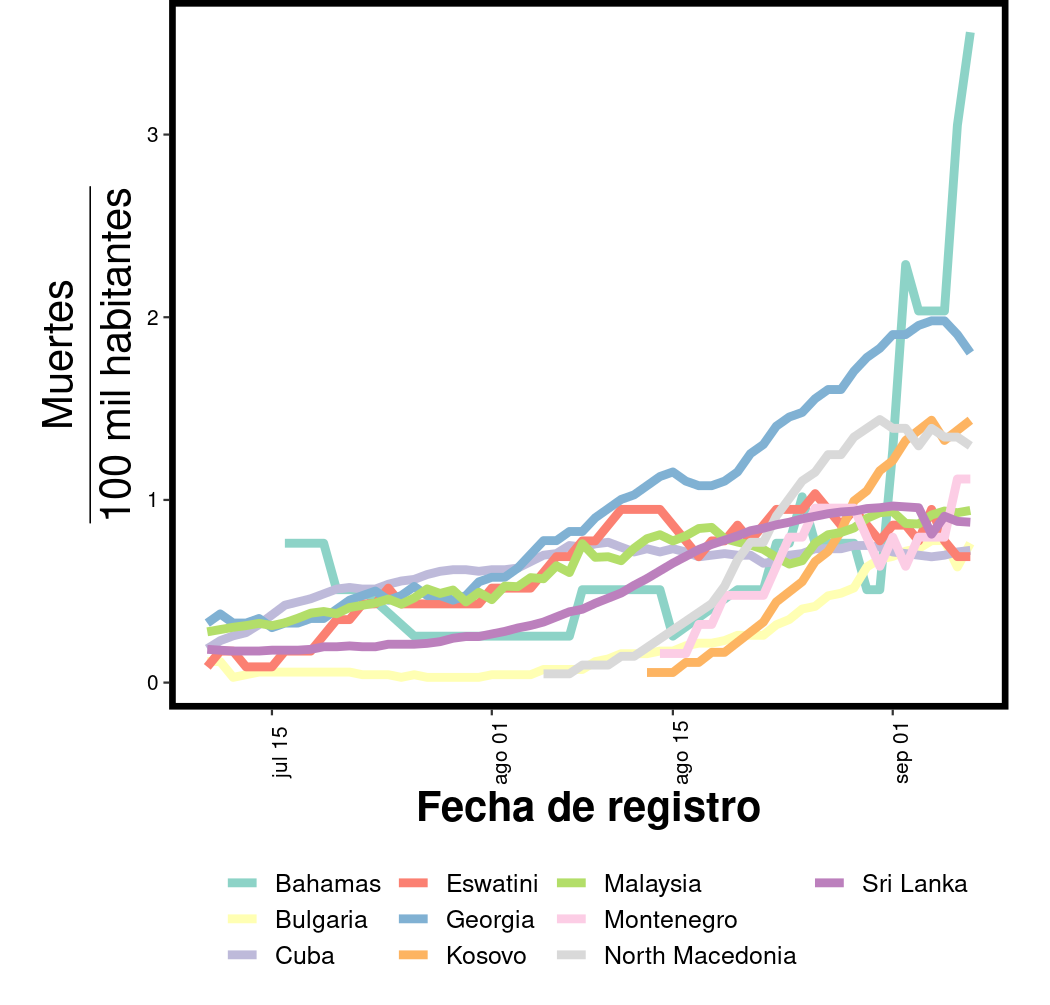 Muertes
100 mil habitantes
3
2
1
0
jul 15
ago 01
ago 15
sep 01
Fecha de registro
Bahamas
Eswatini
Malaysia
Sri Lanka
Bulgaria
Georgia
Montenegro
Cuba
Kosovo
North Macedonia